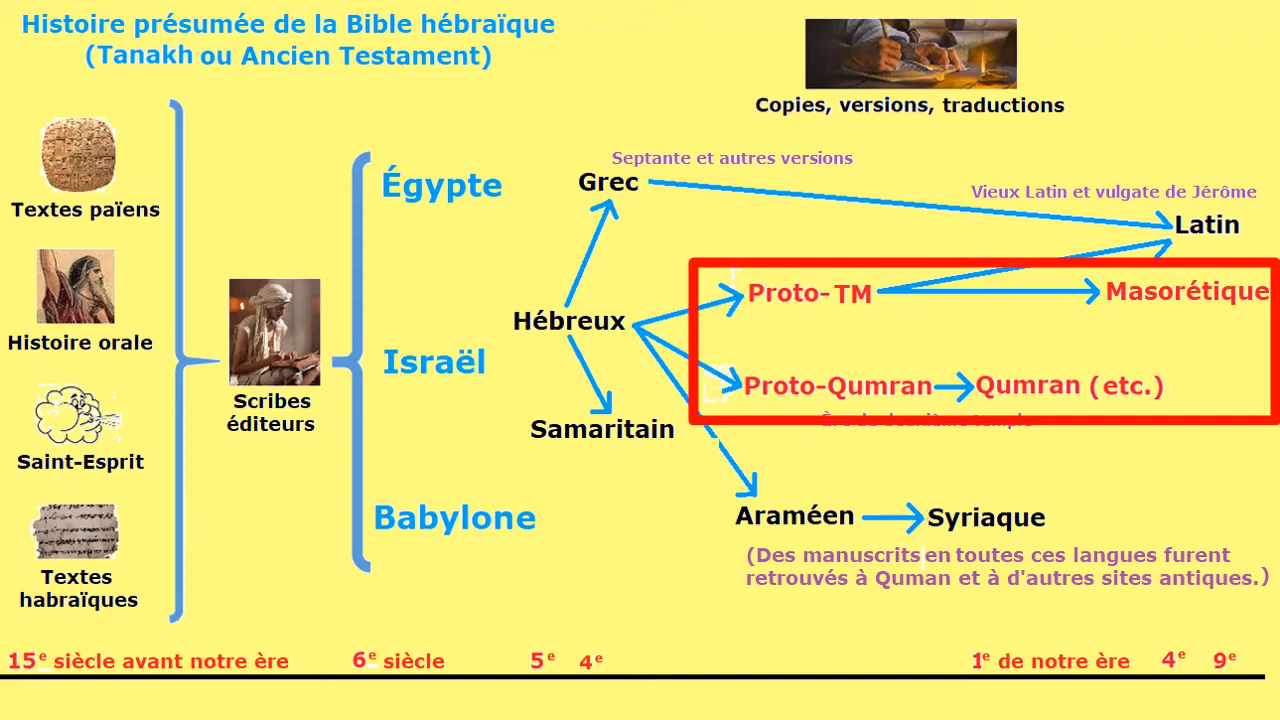 Histoire présumée de la Bible hébraïque
(Tanakh ou Ancien Testament)
Copies, versions, traductions
Textes païens
Histoire orale
Saint-Esprit
Textes
habraïques
Scribes
éditeurs
Égypte
Israël
Babylone
Septante et autres versions
Grec
Vieux Latin et vulgate de Jérôme
Latin
Hébreux
Proto-TM
Masorétique
Proto-Qumran
Qumran (etc.)
Ère du deuxième temple
Samaritain
Araméen
Syriaque
(Des manuscrits en toutes ces langues furent
retrouvés à Quman et à d'autres sites antiques.)
15e siècle avant notre ère
6e siècle
5e
4e
1e de notre ère
4e
9e